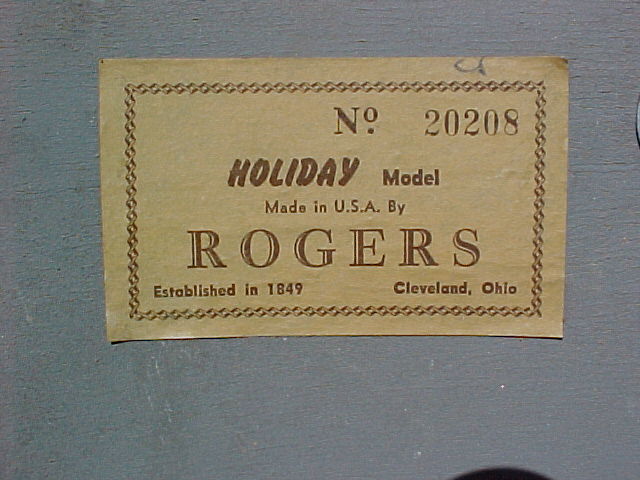 Nº 20208
HOLIDAY Model
Made in U.S.A. By
ROGERS
Established in 1849 Cleveland, Ohio